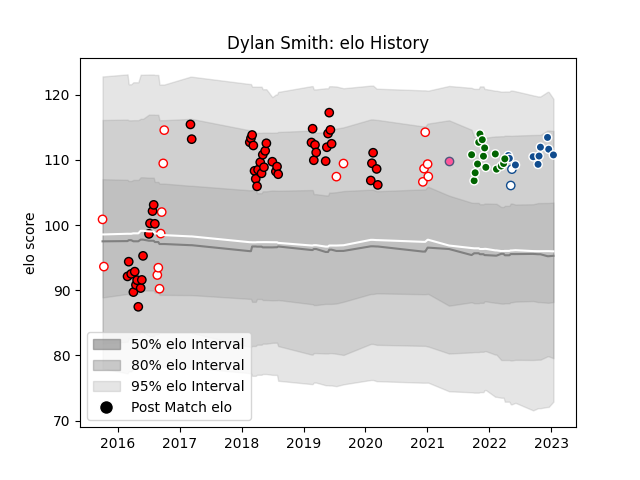 Dylan Smith: elo History
elo score
120
110
100
90
80
70
50% elo Interval
80% elo Interval
95% elo Interval
Post Match elo
2016 2017 2018 2019 2020 2021 2022 2023